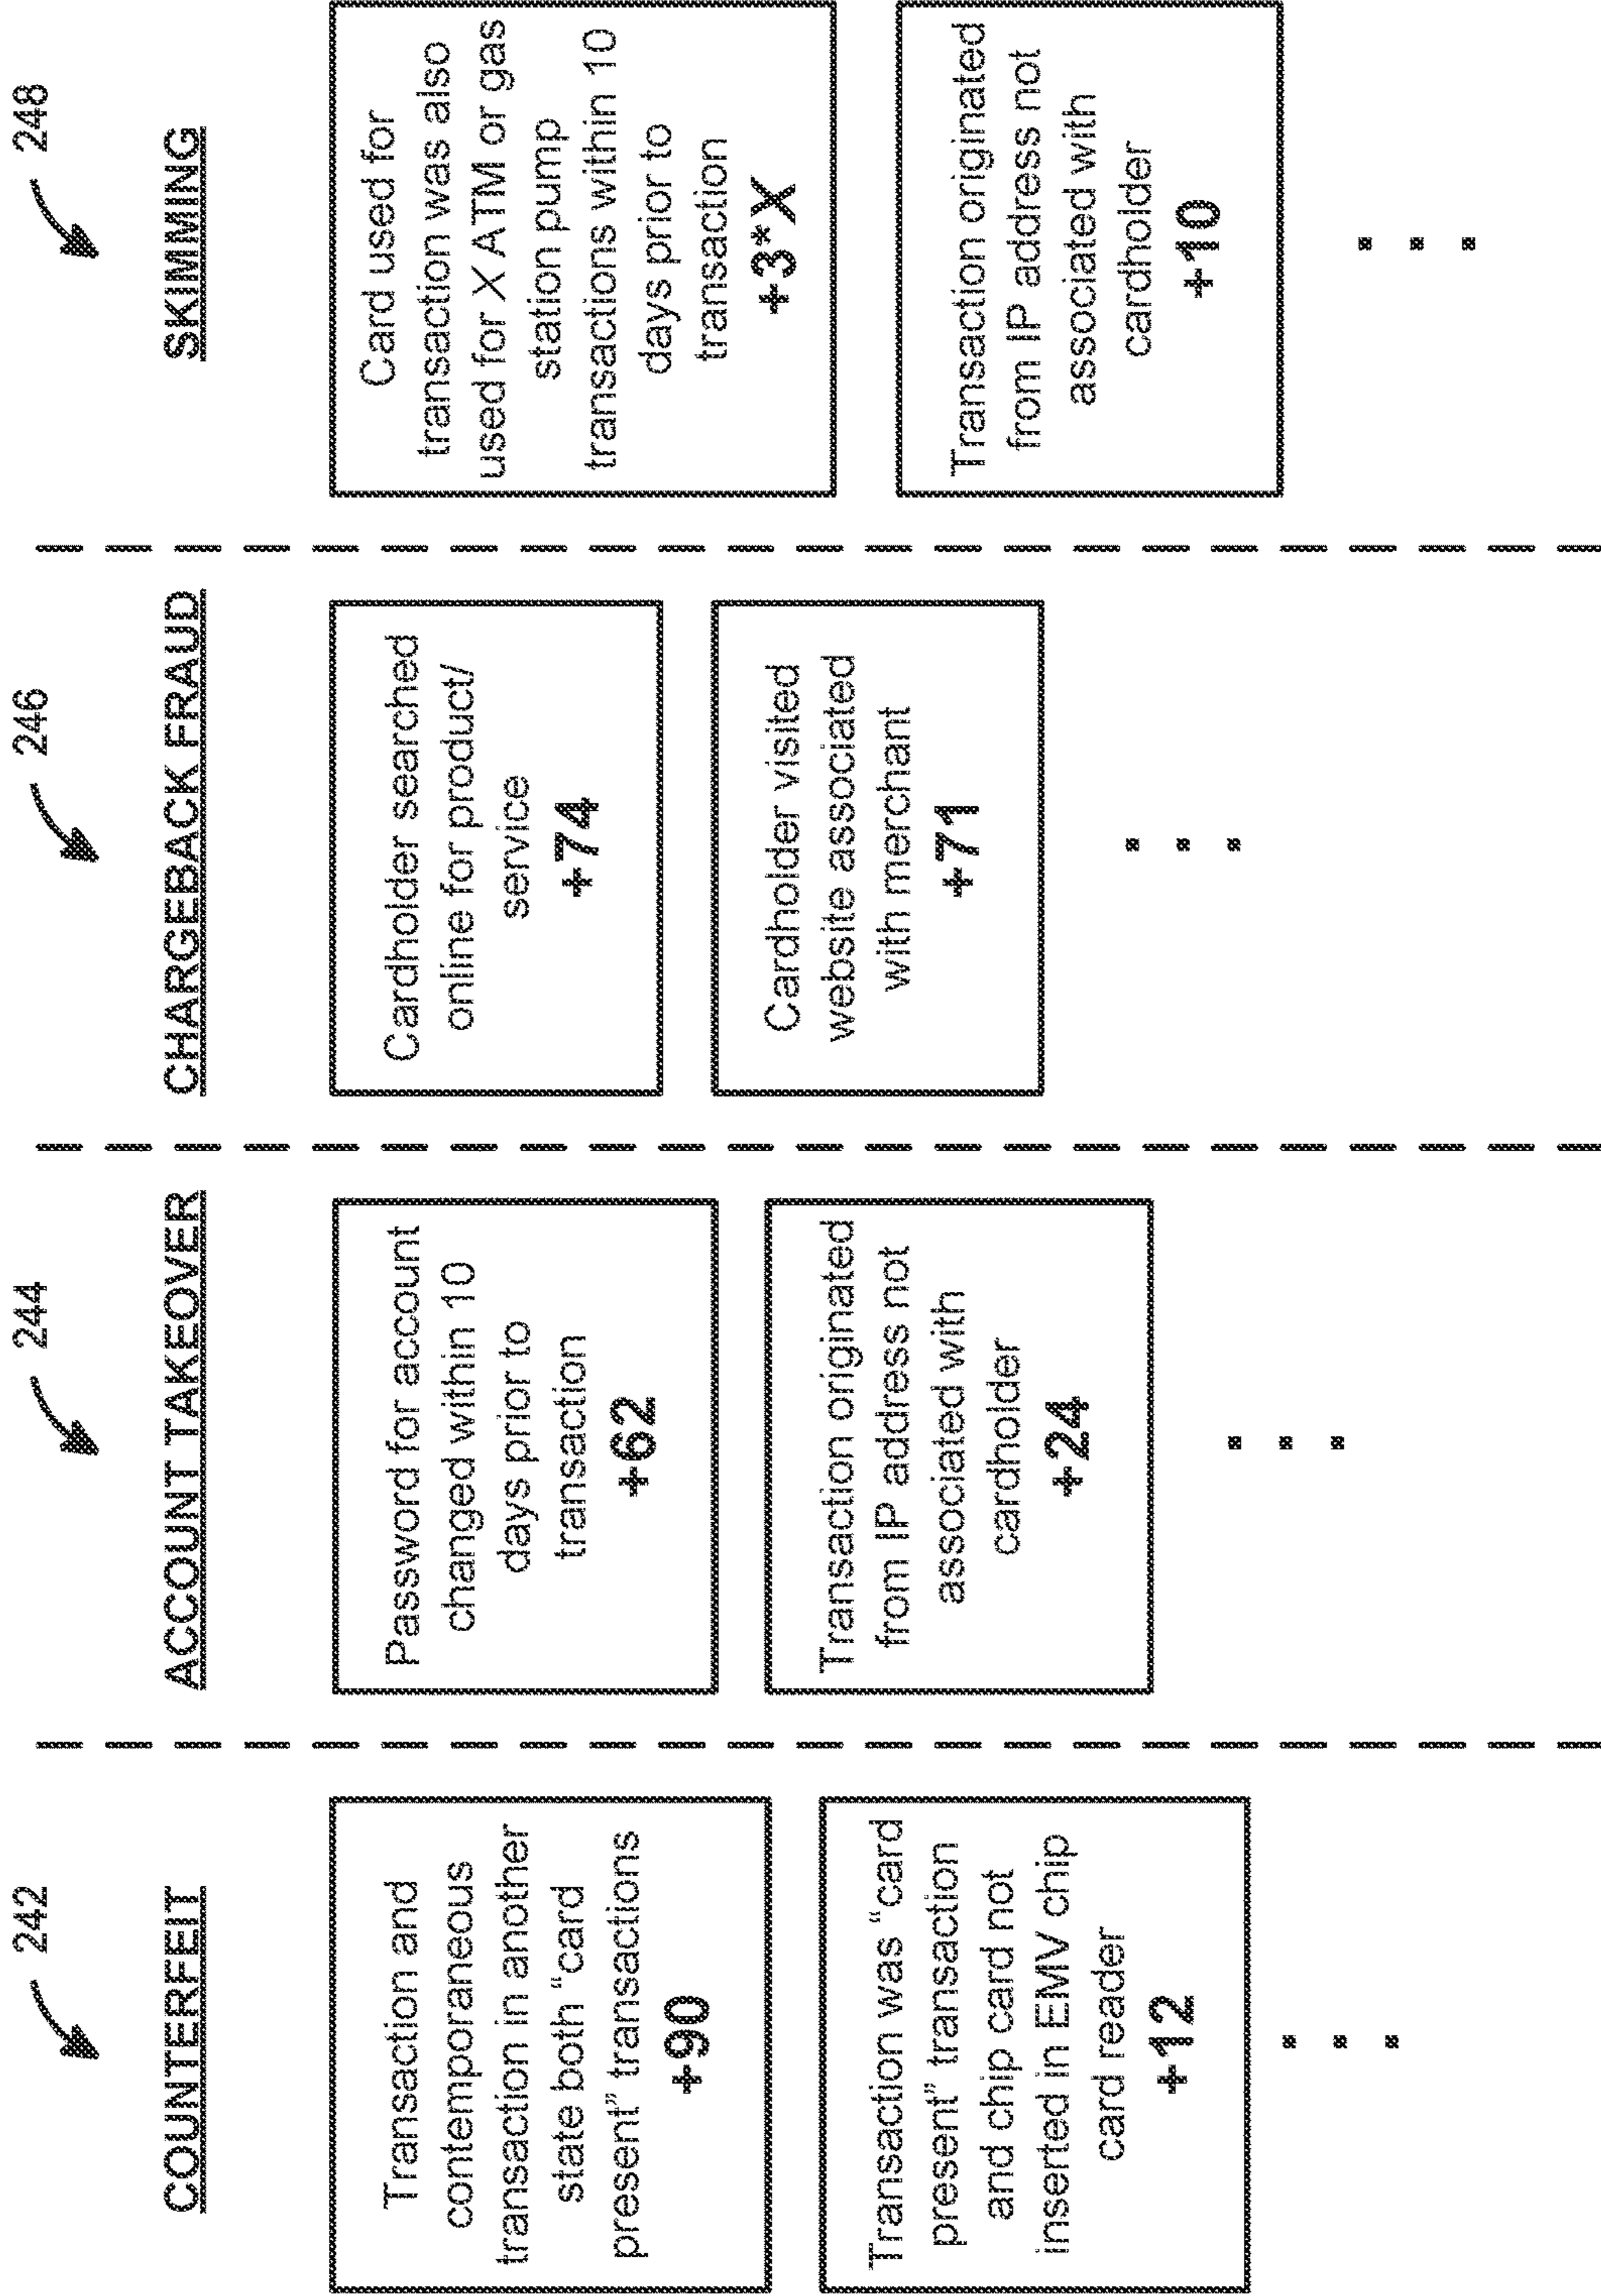 242
COUNTERFEIT
Transaction and
contemporaneous
transaction in another
state both “card
present” transactions
+90
Transaction was “card
present” transaction
and chip card not
inserted in EMV chip
card reader
+12
244
ACCOUNT TAKEOVER
Password for account
changed within 10
days prior to
transaction
+62
Transaction originated
from IP address not
associated with
cardholder
+24
246
CHARGEBACK FRAUD
Cardholder searched
online for product/
service
+74
Cardholder visited
website associated
with merchant
+71
248
SKIMMING
Card used for
transaction was also
used for X ATM or gas
station pump
transactions within 10
days prior to
transaction
+3*X
Transaction originated
from IP address not
associated with
cardholder
+10